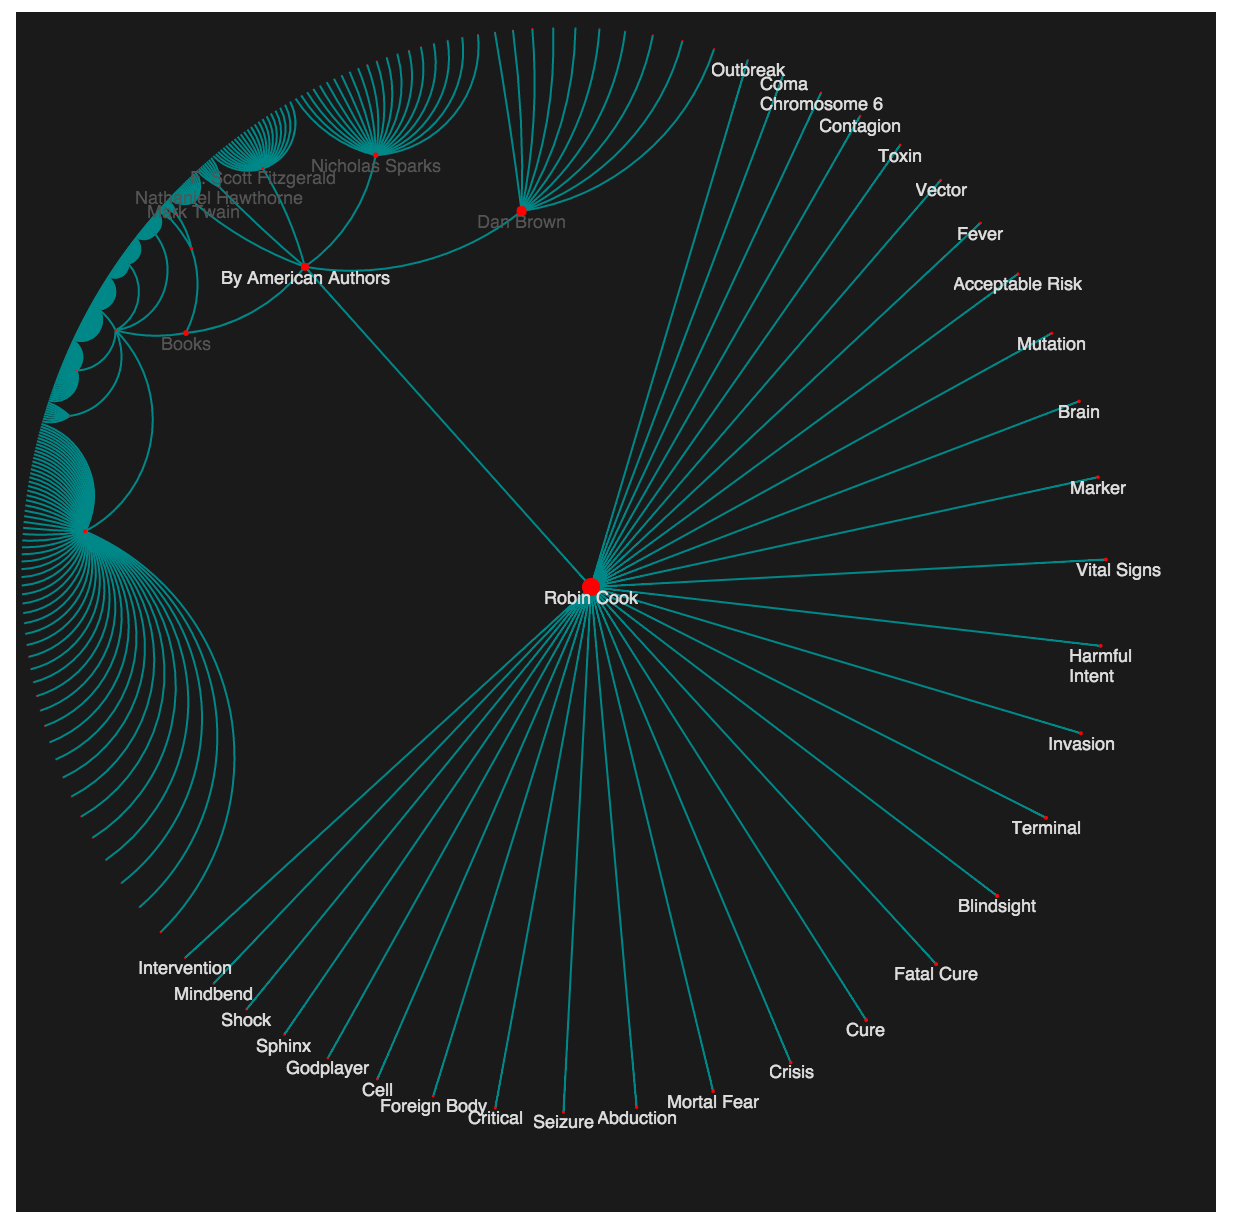 Outbreak
Coma
Chromosome 6
Contagion
Toxin
Vector
Fever
Acceptable Risk
Mutation
Brain
Marker
Vital Signs
Harmful
Intent
Invasion
Terminal
Blindsight
Fatal Cure
Cure
Crisis
Mortal Fear
Abduction
Seizure
Critical
Foreign Body
Cell
Godplayer
Sphinx
Shock
Mindbend
Intervention
Robin Cook
By American Authors
Books
Dan Brown
Nicholas Sparks
F. Scott Fitzgerald
Nathaniel Hawthorne
Mark Twain